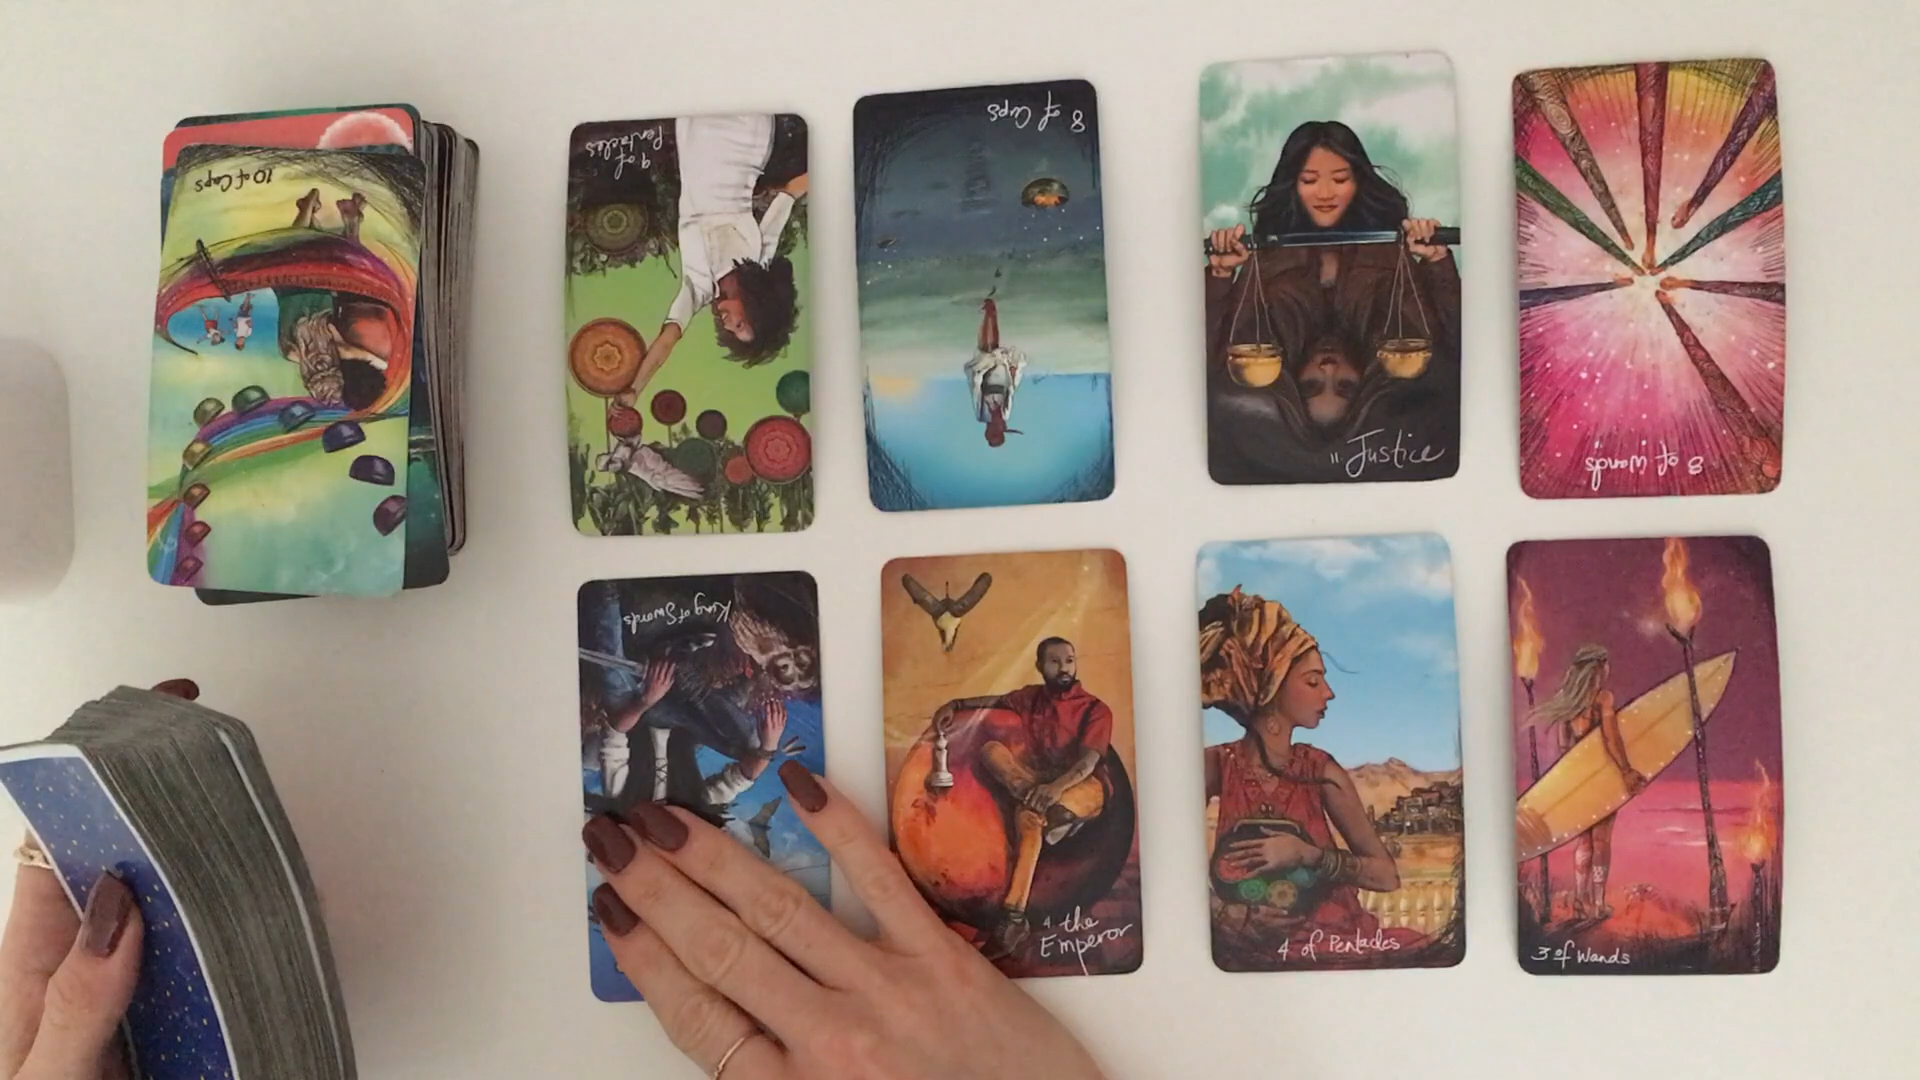 10 of Cups
9 of
Pentacles
8 of Cups
11 Justice
8 of Wands
King of Swords
4 the
Emperor
4 of Pentacles
3 of Wands